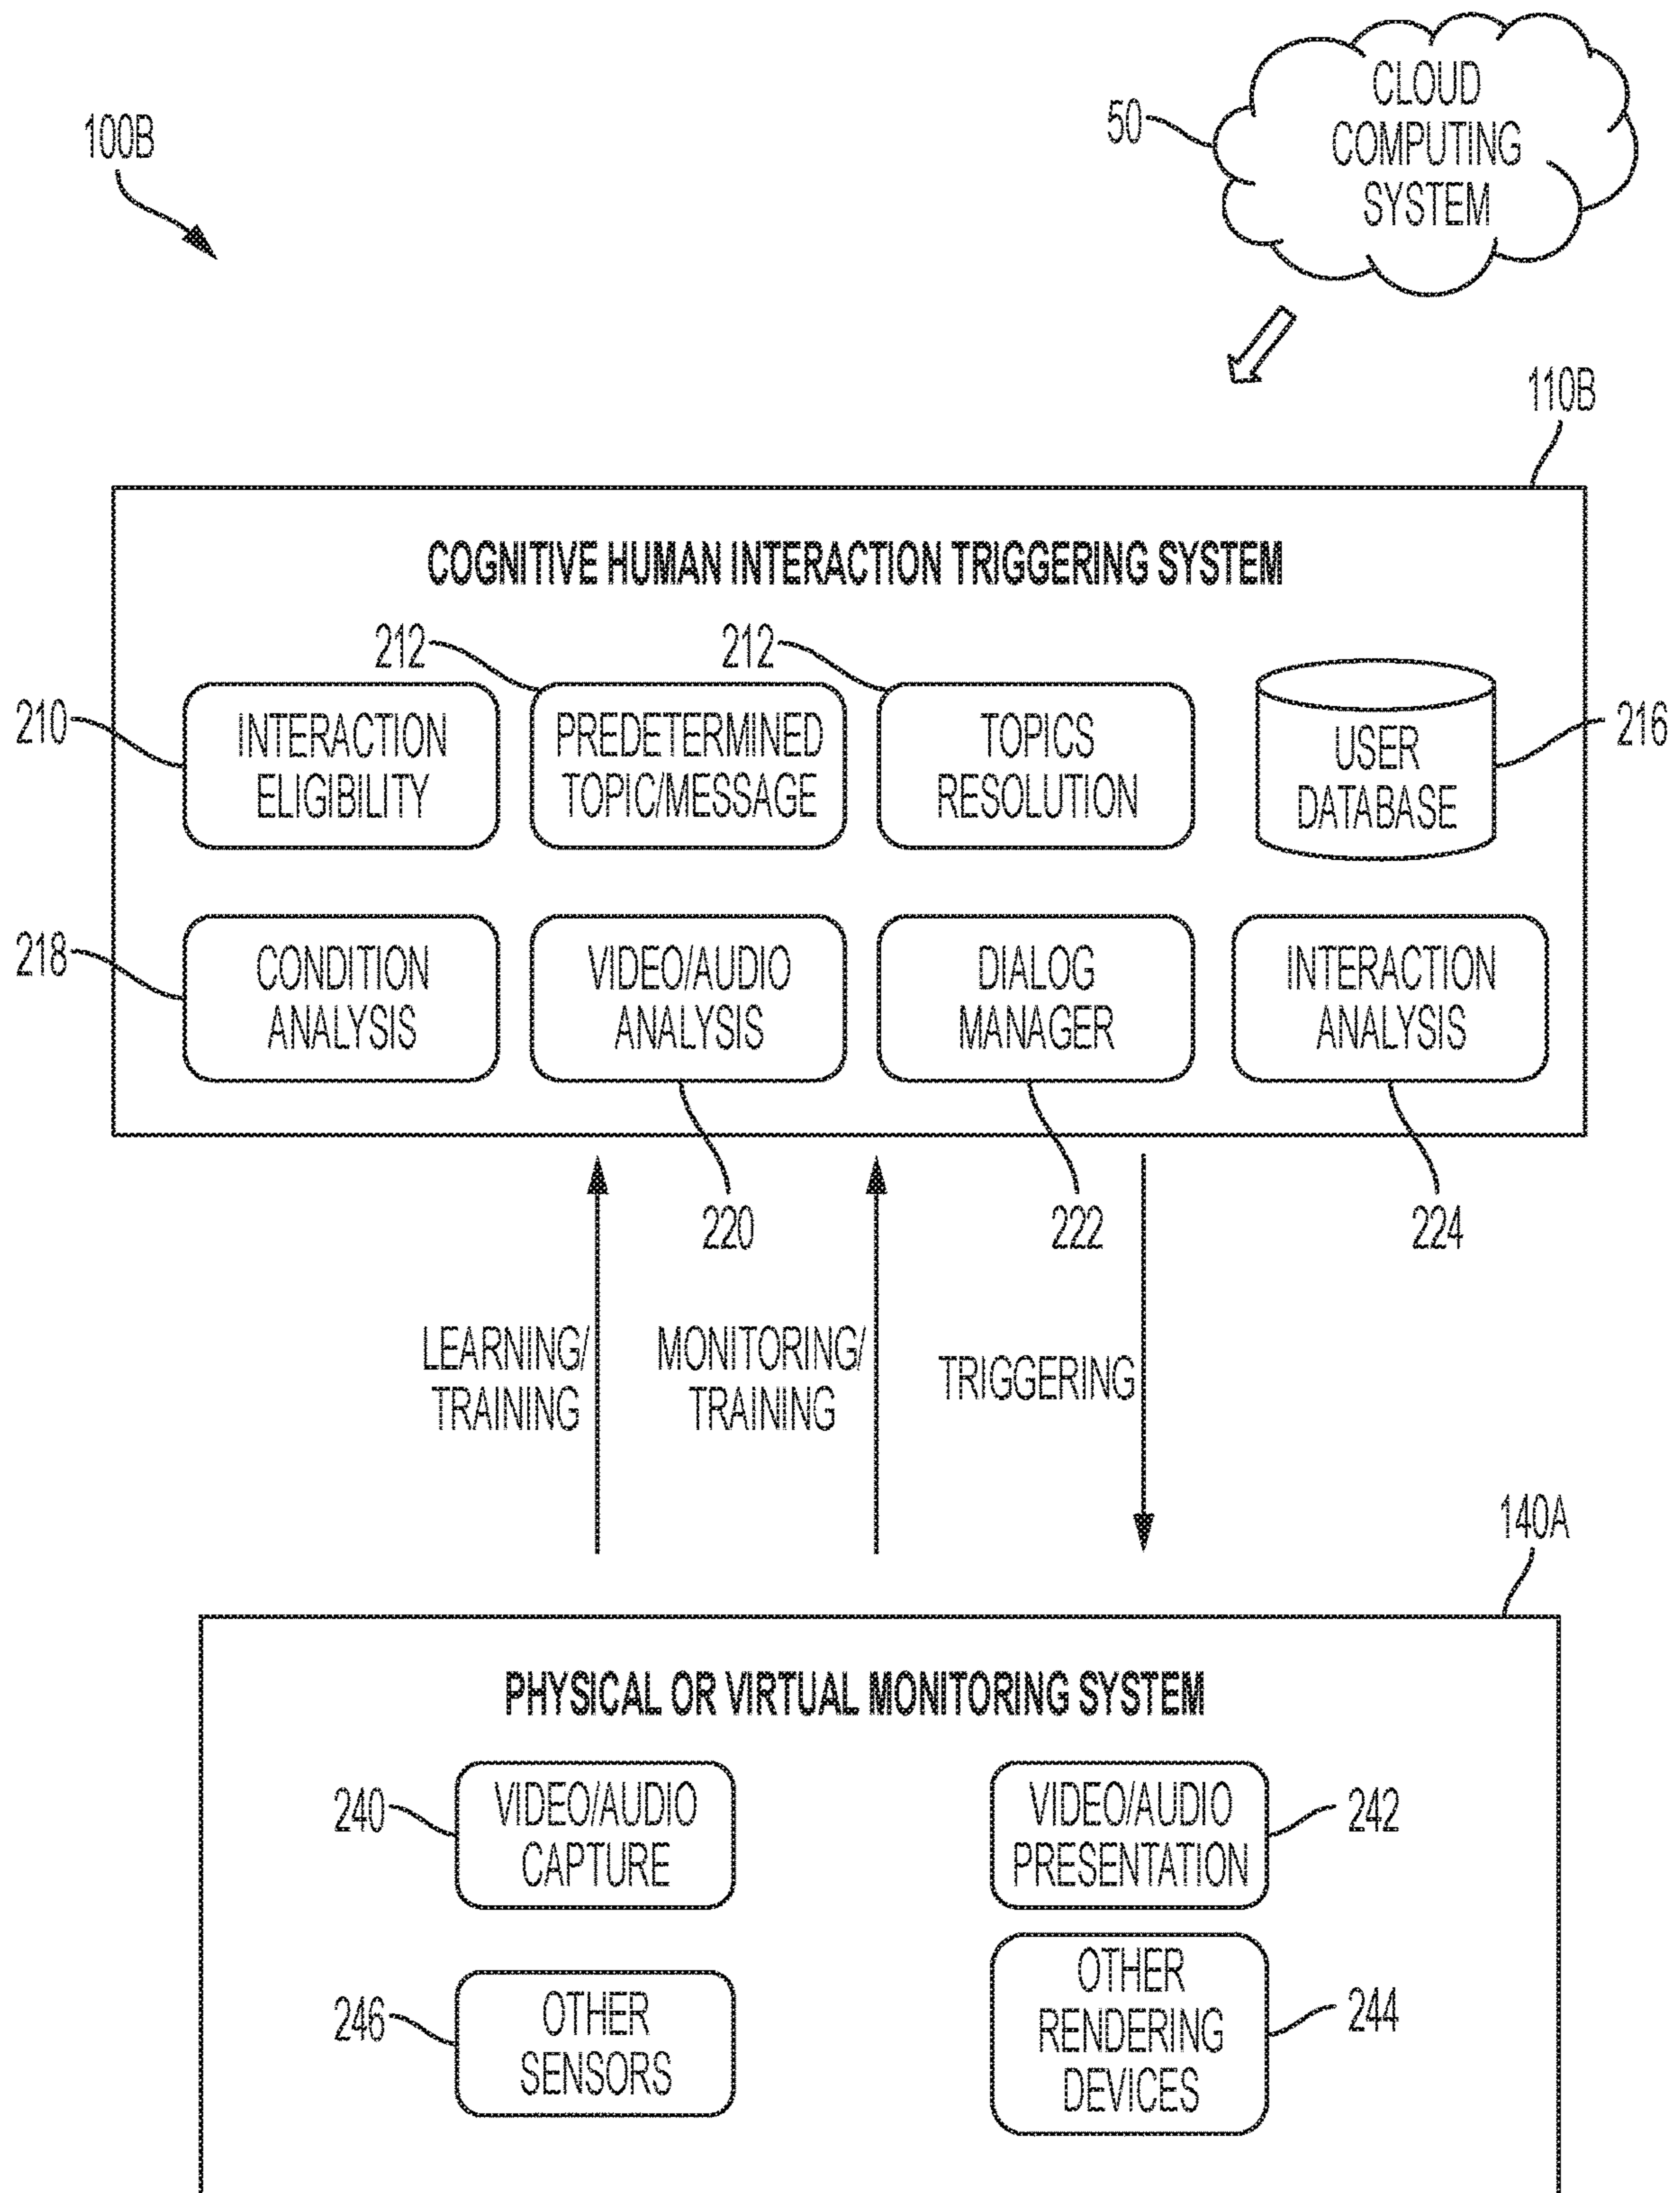 100B
50
CLOUD
COMPUTING
SYSTEM
110B
COGNITIVE HUMAN INTERACTION TRIGGERING SYSTEM
212
212
210
INTERACTION
ELIGIBILITY
PREDETERMINED
TOPIC/MESSAGE
TOPICS
RESOLUTION
USER
DATABASE
216
218
CONDITION
ANALYSIS
VIDEO/AUDIO
ANALYSIS
DIALOG
MANAGER
INTERACTION
ANALYSIS
220
222
224
LEARNING/
TRAINING
MONITORING/
TRAINING
TRIGGERING
140A
PHYSICAL OR VIRTUAL MONITORING SYSTEM
240
VIDEO/AUDIO
CAPTURE
VIDEO/AUDIO
PRESENTATION
242
246
OTHER
SENSORS
OTHER
RENDERING
DEVICES
244